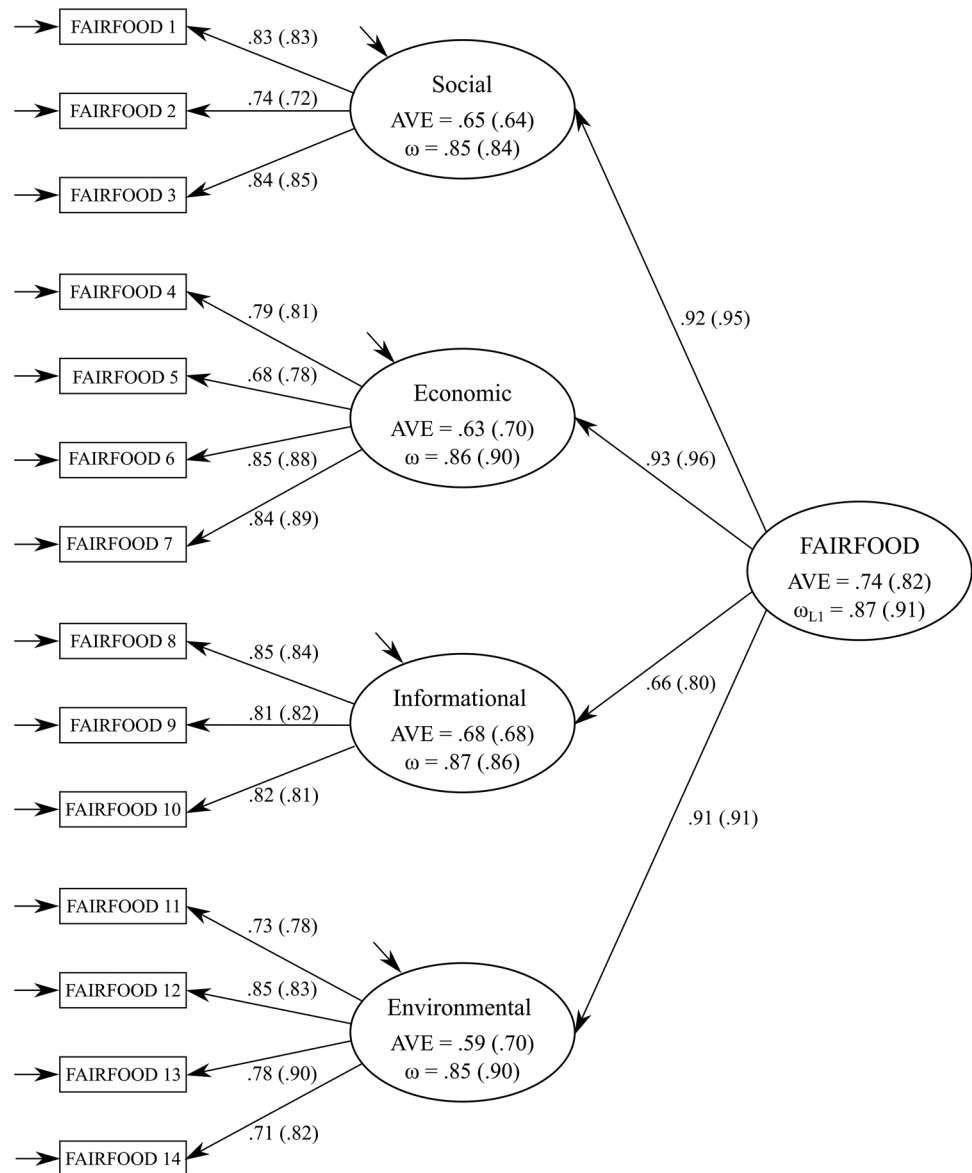 FAIRFOOD 1
.83 (.83)
FAIRFOOD 2
.74 (.72)
FAIRFOOD 3
.84 (.85)
Social
AVE = .65 (.64)
ω = .85 (.84)
FAIRFOOD 4
.79 (.81)
FAIRFOOD 5
.68 (.78)
FAIRFOOD 6
.85 (.88)
FAIRFOOD 7
.84 (.89)
Economic
AVE = .63 (.70)
ω = .86 (.90)
FAIRFOOD 8
.85 (.84)
FAIRFOOD 9
.81 (.82)
FAIRFOOD 10
.82 (.81)
Informational
AVE = .68 (.68)
ω = .87 (.86)
FAIRFOOD 11
.73 (.78)
FAIRFOOD 12
.85 (.83)
FAIRFOOD 13
.78 (.90)
FAIRFOOD 14
.71 (.82)
Environmental
AVE = .59 (.70)
ω = .85 (.90)
.92 (.95)
.93 (.96)
.66 (.80)
.91 (.91)
FAIRFOOD
AVE = .74 (.82)
ωL1 = .87 (.91)